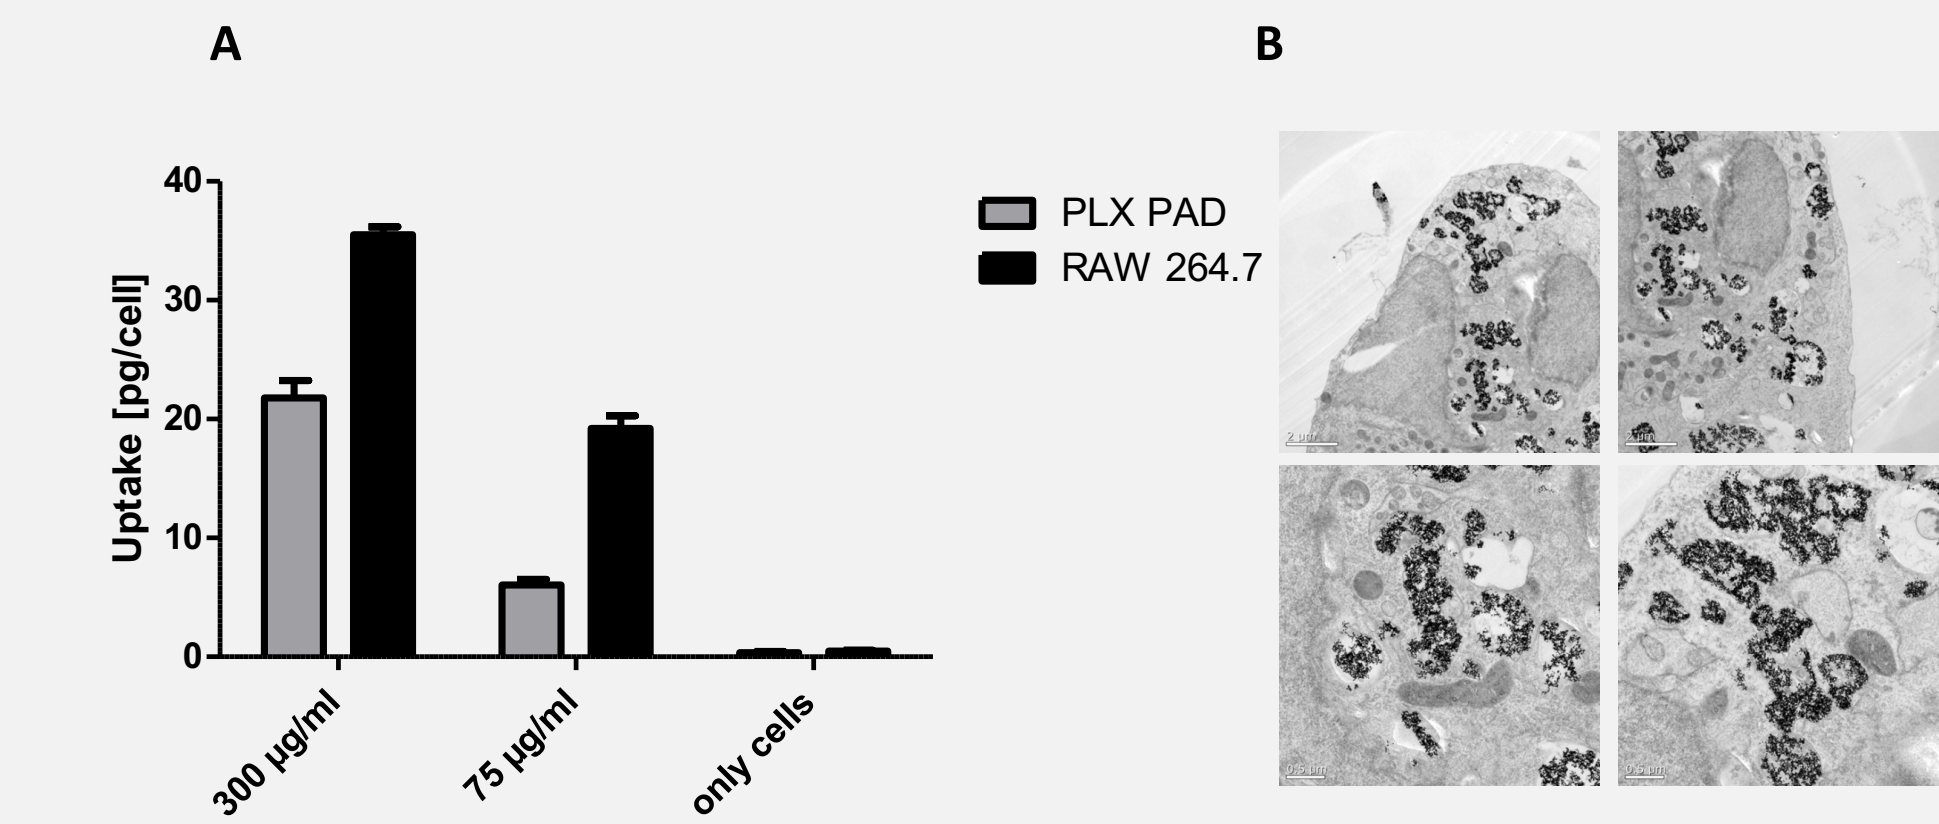 A
B
40
30
20
10
0
Uptake [pg/cell]
300 µg/ml
75 µg/ml
only cells
PLX PAD
RAW 264.7
2 µm
2 µm
0.5 µm
0.5 µm